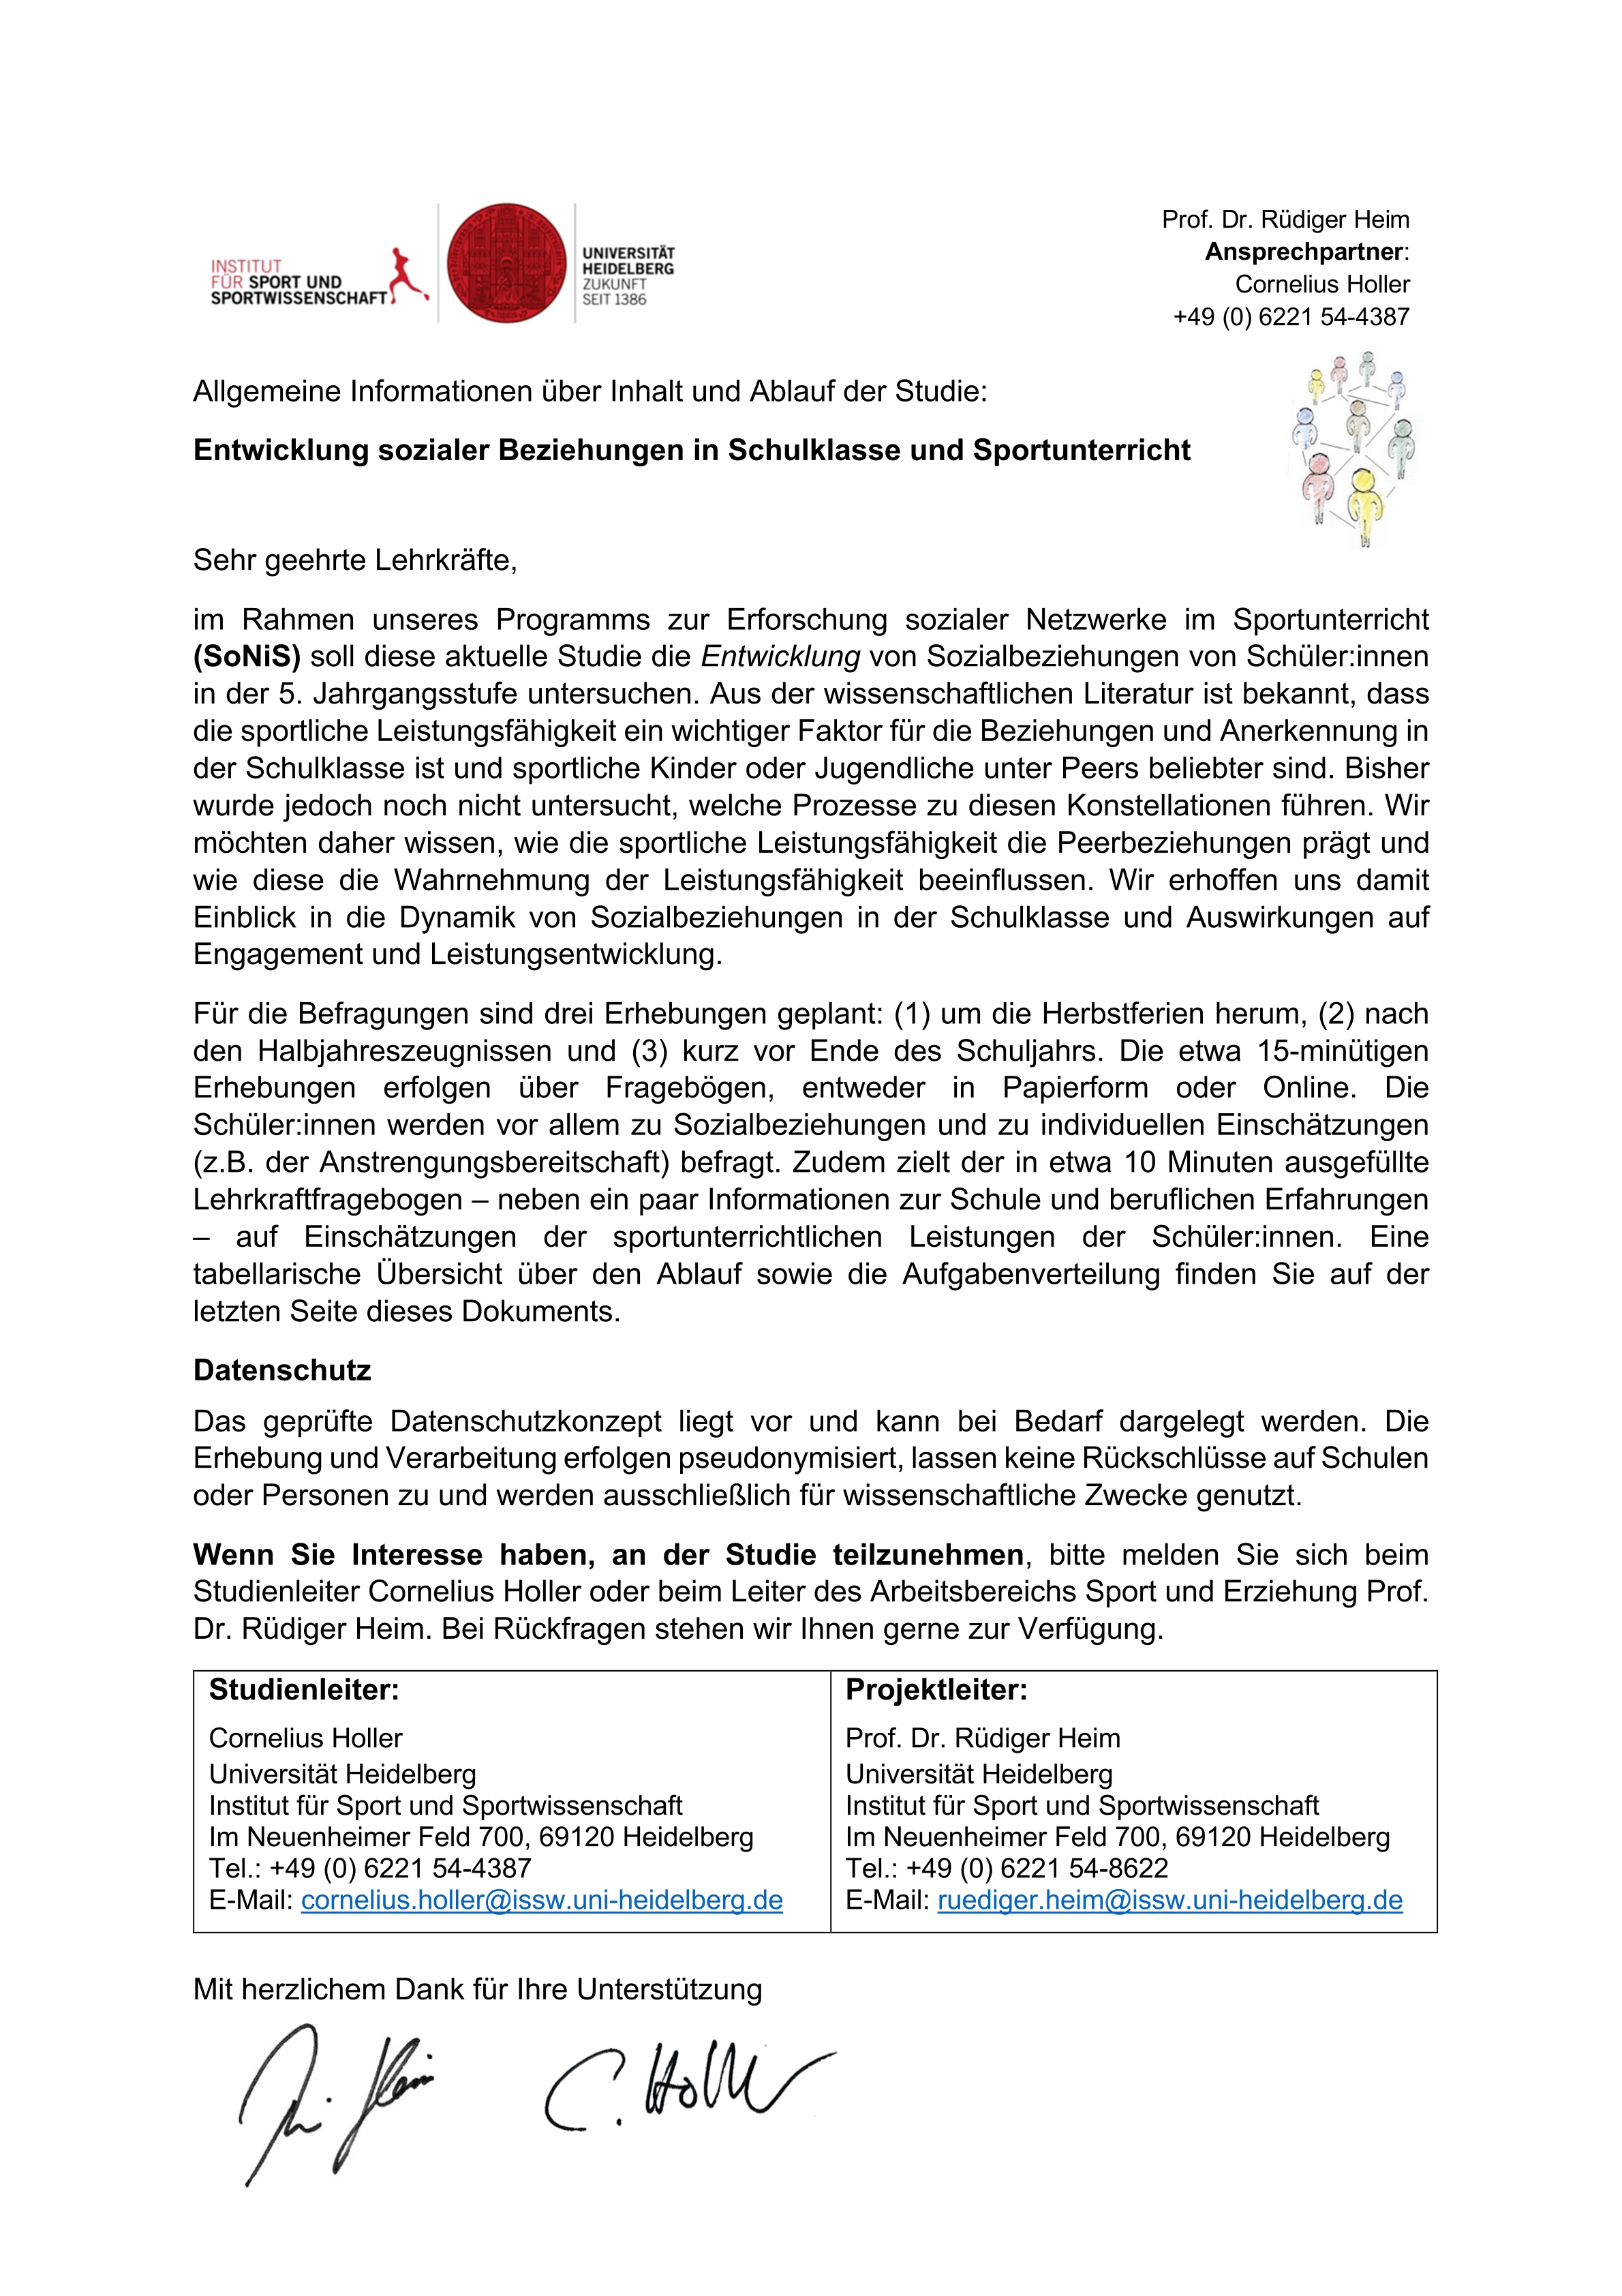 INSTITUT
FÜR SPORT UND
SPORTWISSENSCHAFT
UNIVERSITÄT
HEIDELBERG
ZUKUNFT
SEIT 1386
Prof. Dr. Rüdiger Heim
Ansprechpartner:
Cornelius Holler
+49 (0) 6221 54-4387
Allgemeine Informationen über Inhalt und Ablauf der Studie:
Entwicklung sozialer Beziehungen in Schulklasse und Sportunterricht
Sehr geehrte Lehrkräfte,
im Rahmen unseres Programms zur Erforschung sozialer Netzwerke im Sportunterricht
(SoNiS) soll diese aktuelle Studie die Entwicklung von Sozialbeziehungen von Schüler:innen
in der 5. Jahrgangsstufe untersuchen. Aus der wissenschaftlichen Literatur ist bekannt, dass
die sportliche Leistungsfähigkeit ein wichtiger Faktor für die Beziehungen und Anerkennung in
der Schulklasse ist und sportliche Kinder oder Jugendliche unter Peers beliebter sind. Bisher
wurde jedoch noch nicht untersucht, welche Prozesse zu diesen Konstellationen führen. Wir
möchten daher wissen, wie die sportliche Leistungsfähigkeit die Peerbeziehungen prägt und
wie diese die Wahrnehmung der Leistungsfähigkeit beeinflussen. Wir erhoffen uns damit
Einblick in die Dynamik von Sozialbeziehungen in der Schulklasse und Auswirkungen auf
Engagement und Leistungsentwicklung.
Für die Befragungen sind drei Erhebungen geplant: (1) um die Herbstferien herum, (2) nach
den Halbjahreszeugnissen und (3) kurz vor Ende des Schuljahrs. Die etwa 15-minütigen
Erhebungen erfolgen über Fragebögen, entweder in Papierform oder Online. Die
Schüler:innen werden vor allem zu Sozialbeziehungen und zu individuellen Einschätzungen
(z.B. der Anstrengungsbereitschaft) befragt. Zudem zielt der in etwa 10 Minuten ausgefüllte
Lehrkraftfragebogen – neben ein paar Informationen zur Schule und beruflichen Erfahrungen
– auf Einschätzungen der sportunterrichtlichen Leistungen der Schüler:innen. Eine
tabellarische Übersicht über den Ablauf sowie die Aufgabenverteilung finden Sie auf der
letzten Seite dieses Dokuments.
Datenschutz
Das geprüfte Datenschutzkonzept liegt vor und kann bei Bedarf dargelegt werden. Die
Erhebung und Verarbeitung erfolgen pseudonymisiert, lassen keine Rückschlüsse auf Schulen
oder Personen zu und werden ausschließlich für wissenschaftliche Zwecke genutzt.
Wenn Sie Interesse haben, an der Studie teilzunehmen, bitte melden Sie sich beim
Studienleiter Cornelius Holler oder beim Leiter des Arbeitsbereichs Sport und Erziehung Prof.
Dr. Rüdiger Heim. Bei Rückfragen stehen wir Ihnen gerne zur Verfügung.
Studienleiter:
Cornelius Holler
Universität Heidelberg
Institut für Sport und Sportwissenschaft
Im Neuenheimer Feld 700, 69120 Heidelberg
Tel.: +49 (0) 6221 54-4387
E-Mail: cornelius.holler@issw.uni-heidelberg.de
Projektleiter:
Prof. Dr. Rüdiger Heim
Universität Heidelberg
Institut für Sport und Sportwissenschaft
Im Neuenheimer Feld 700, 69120 Heidelberg
Tel.: +49 (0) 6221 54-8622
E-Mail: ruediger.heim@issw.uni-heidelberg.de
Mit herzlichem Dank für Ihre Unterstützung
C. Holler